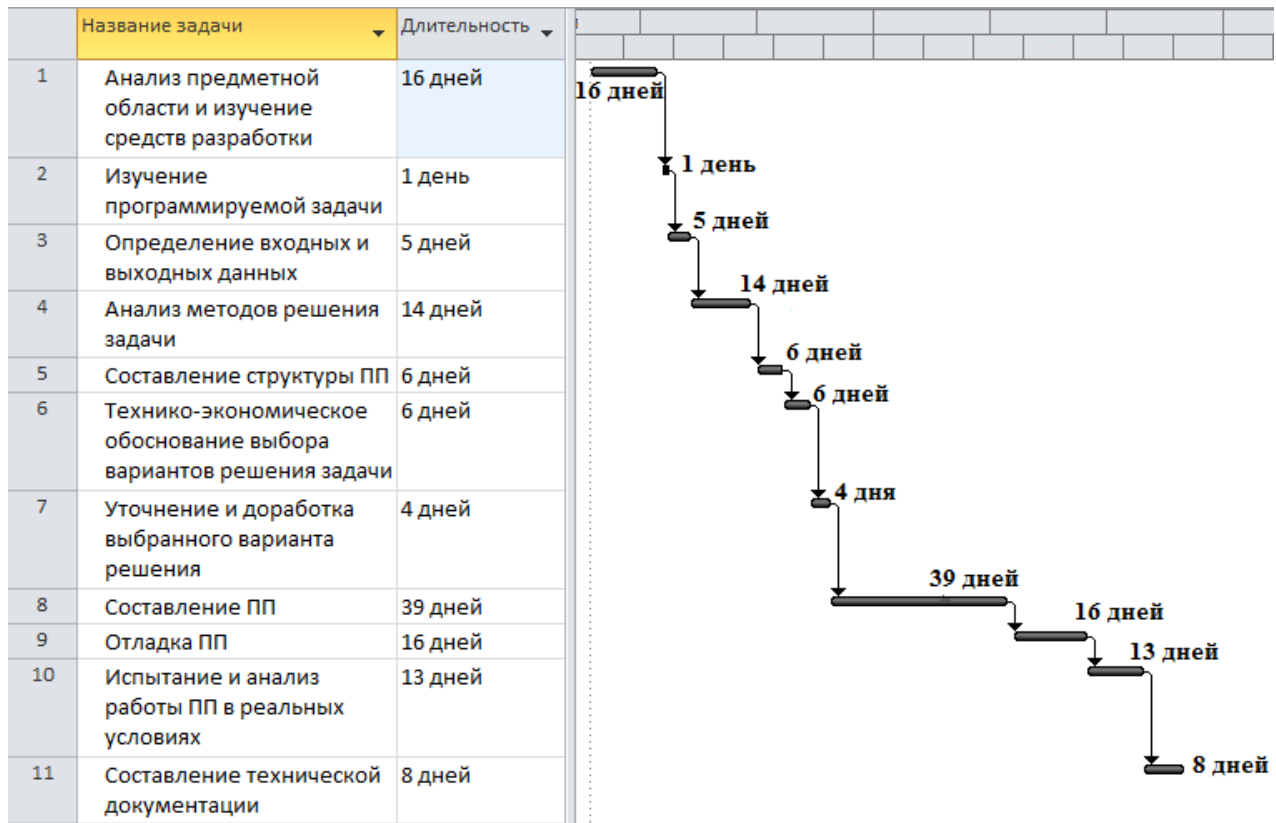 Название задачи
Длительность
1
Анализ предметной
области и изучение
средств разработки
16 дней
16 дней
2
Изучение
программируемой задачи
1 день
1 день
3
Определение входных и
выходных данных
5 дней
5 дней
4
Анализ методов решения
задачи
14 дней
14 дней
5
Составление структуры ПП
6 дней
6 дней
6
Технико-экономическое
обоснование выбора
вариантов решения задачи
6 дней
6 дней
7
Уточнение и доработка
выбранного варианта
решения
4 дней
4 дня
8
Составление ПП
39 дней
39 дней
9
Отладка ПП
16 дней
16 дней
10
Испытание и анализ
работы ПП в реальных
условиях
13 дней
13 дней
11
Составление технической
документации
8 дней
8 дней